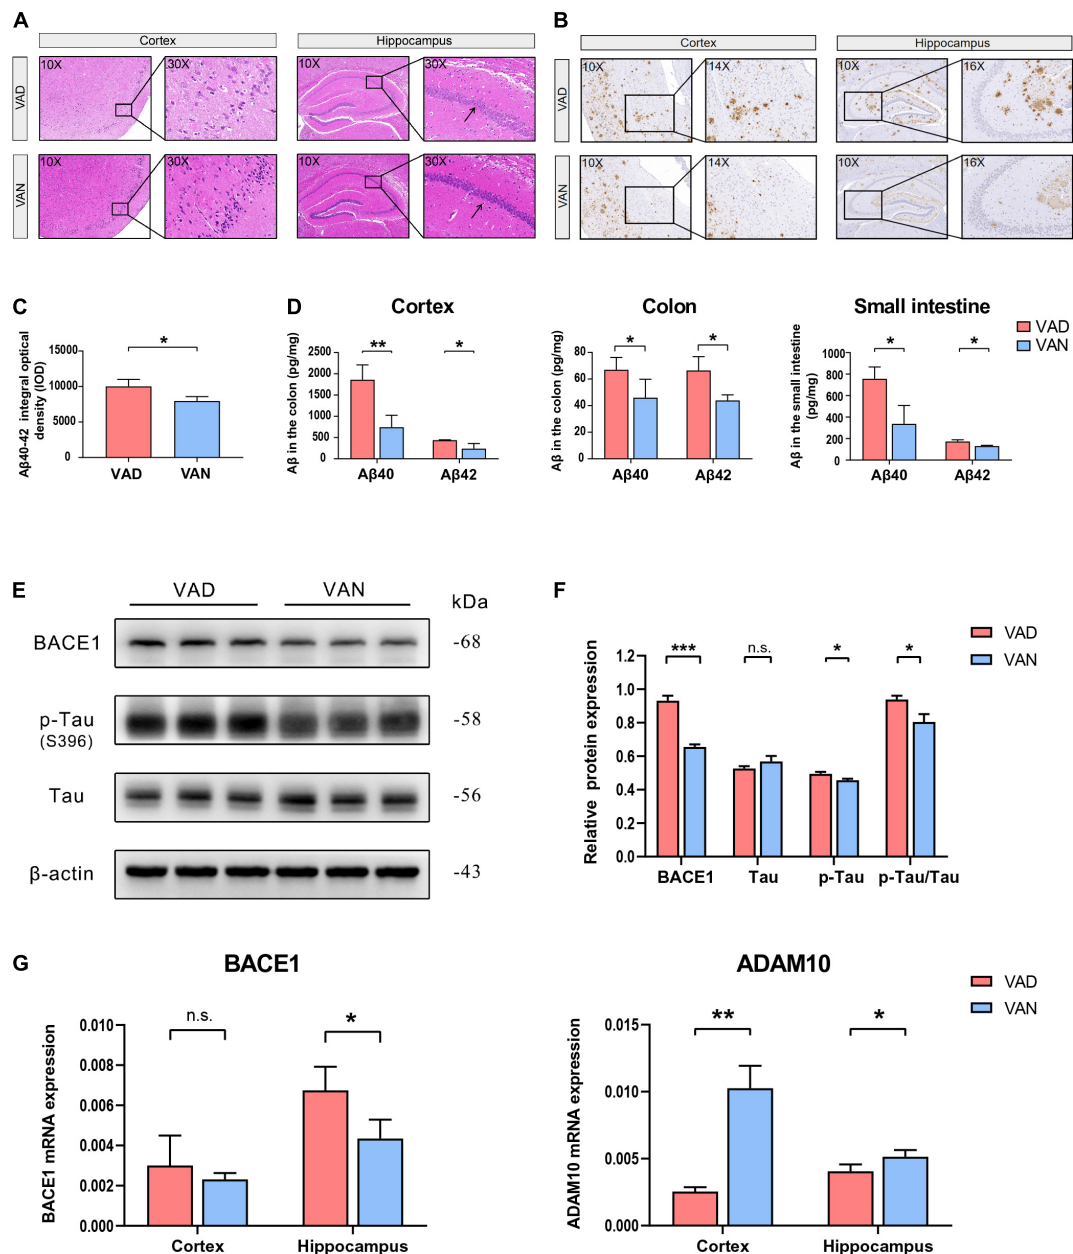 A
Cortex
Hippocampus
VAD
10X
30X
10X
30X
VAN
10X
30X
10X
30X
B
Cortex
Hippocampus
VAD
10X
14X
10X
16X
VAN
10X
14X
10X
16X
C
Aβ40-42 Integral optical
density (IOD)
15000
10000
5000
0
*
VAD
VAN
D
Cortex
Aβ in the colon (pg/mg)
2500
2000
1500
1000
500
0
**
*
Aβ40
Aβ42
Colon
Aβ in the colon (pg/mg)
80
60
40
20
0
*
*
Aβ40
Aβ42
Small intestine
Aβ in the small intestine
(pg/mg)
1000
800
600
400
200
0
*
*
Aβ40
Aβ42
VAD
VAN
E
VAD
VAN
kDa
BACE1
-68
p-Tau
(S396)
-58
Tau
-56
β-actin
-43
F
VAD
VAN
Relative protein expression
1.2
1.0
0.8
0.6
0.4
0.2
0.0
***
n.s.
*
*
BACE1
Tau
p-Tau
p-Tau/Tau
G
BACE1
BACE1 mRNA expression
0.010
0.008
0.006
0.004
0.002
0.000
n.s.
*
Cortex
Hippocampus
ADAM10
ADAM10 mRNA expression
0.015
0.010
0.005
0.000
**
*
Cortex
Hippocampus
VAD
VAN